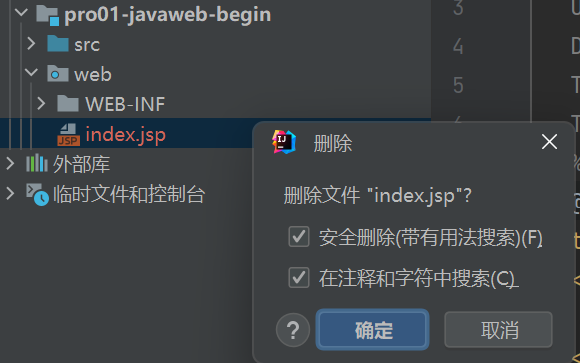 pro01-javaweb-begin
src
web
WEB-INF
index.jsp
外部库
临时文件和控制台
3
4
5
删除
删除文件 "index.jsp"?
安全删除(带有用法搜索)(F)
在注释和字符中搜索(C)
?
确定
取消